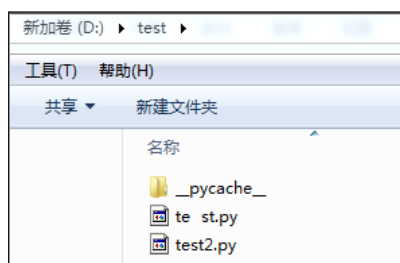 新加卷 (D:) ▸ test ▸
工具(T) 帮助(H)
共享 ▼ 新建文件夹
名称
__pycache__
te st.py
test2.py